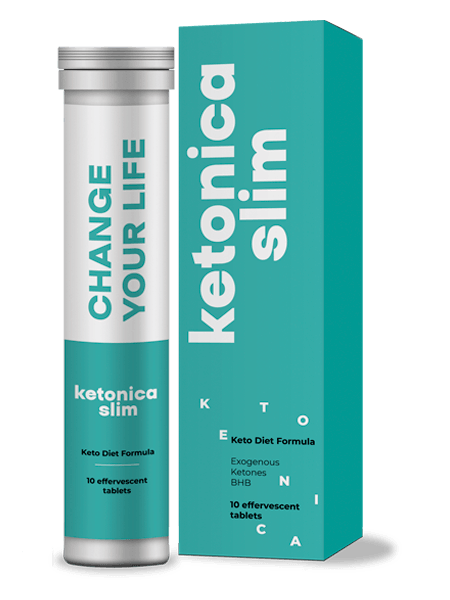 CHANGE
YOUR LIFE
ketonica
slim
Keto Diet Formula
10 effervescent
tablets
ketonica
slim
K T O
E
N I
C A
Keto Diet Formula
Exogenous
Ketones
BHB
10 effervescent
tablets